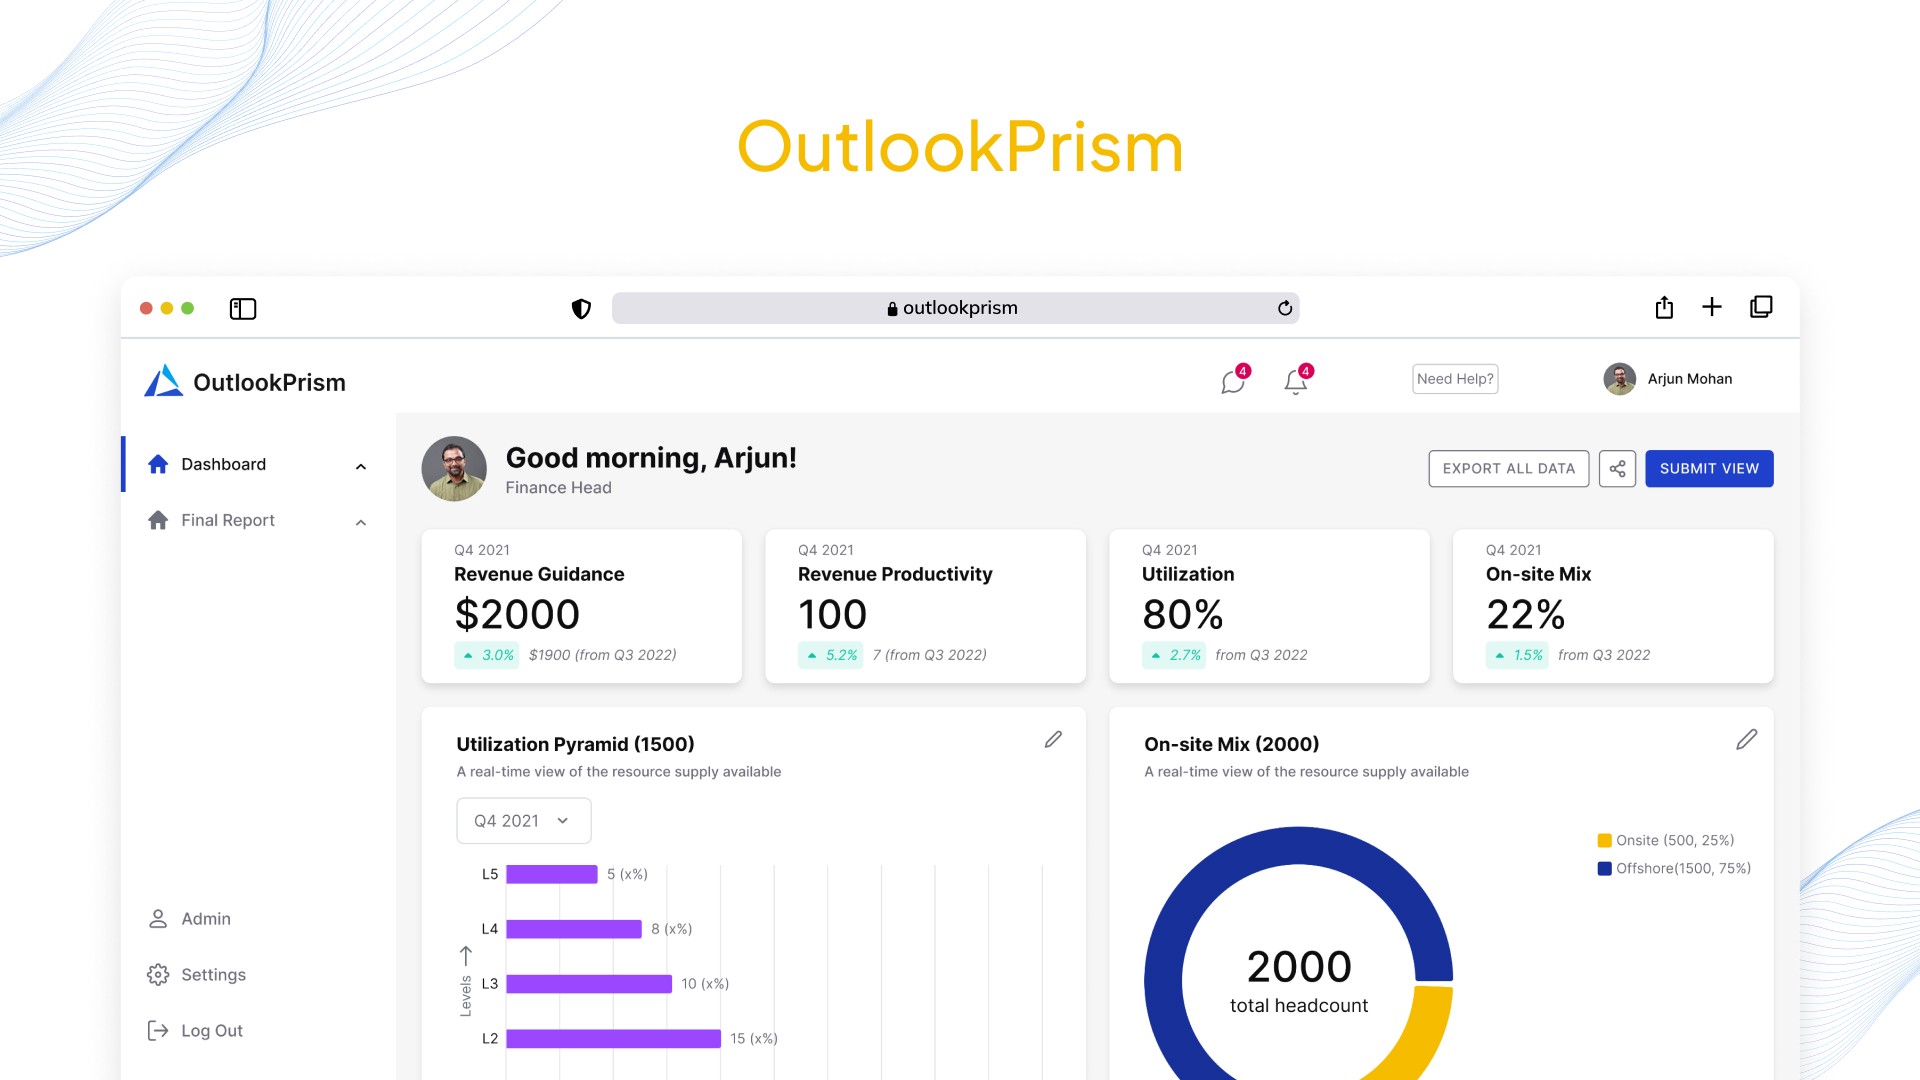 OutlookPrism
outlookprism
OutlookPrism
4
4
Need Help?
Arjun Mohan
Dashboard
Final Report
Admin
Settings
Log Out
Good morning, Arjun!
Finance Head
EXPORT ALL DATA
SUBMIT VIEW
Q4 2021
Revenue Guidance
$2000
3.0% $1900 (from Q3 2022)
Q4 2021
Revenue Productivity
100
5.2% 7 (from Q3 2022)
Q4 2021
Utilization
80%
2.7% from Q3 2022
Q4 2021
On-site Mix
22%
1.5% from Q3 2022
Utilization Pyramid (1500)
A real-time view of the resource supply available
Q4 2021
Levels
L5 5 (x%)
L4 8 (x%)
L3 10 (x%)
L2 15 (x%)
On-site Mix (2000)
A real-time view of the resource supply available
Onsite (500, 25%)
Offshore(1500, 75%)
2000
total headcount